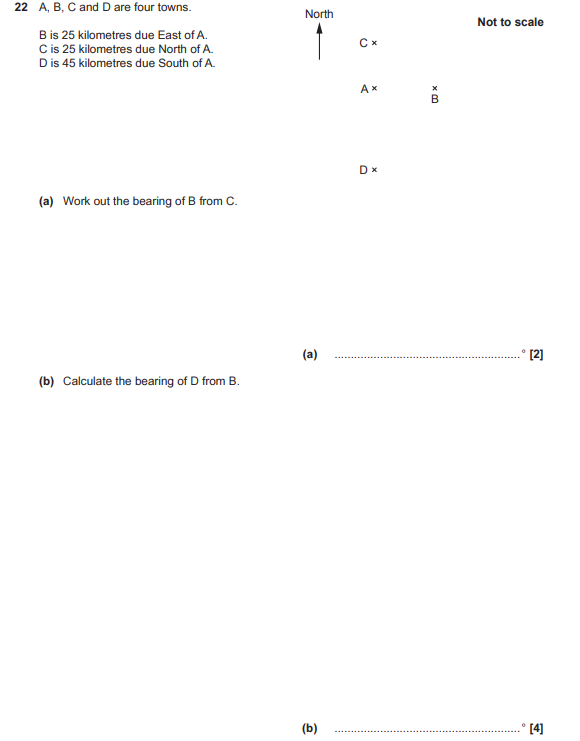 22 A, B, C and D are four towns.
North
Not to scale
B is 25 kilometres due East of A.
C is 25 kilometres due North of A.
D is 45 kilometres due South of A.
C ×
A ×
×
B
D ×
(a) Work out the bearing of B from C.
(a) .......................................................... ° [2]
(b) Calculate the bearing of D from B.
(b) .......................................................... ° [4]